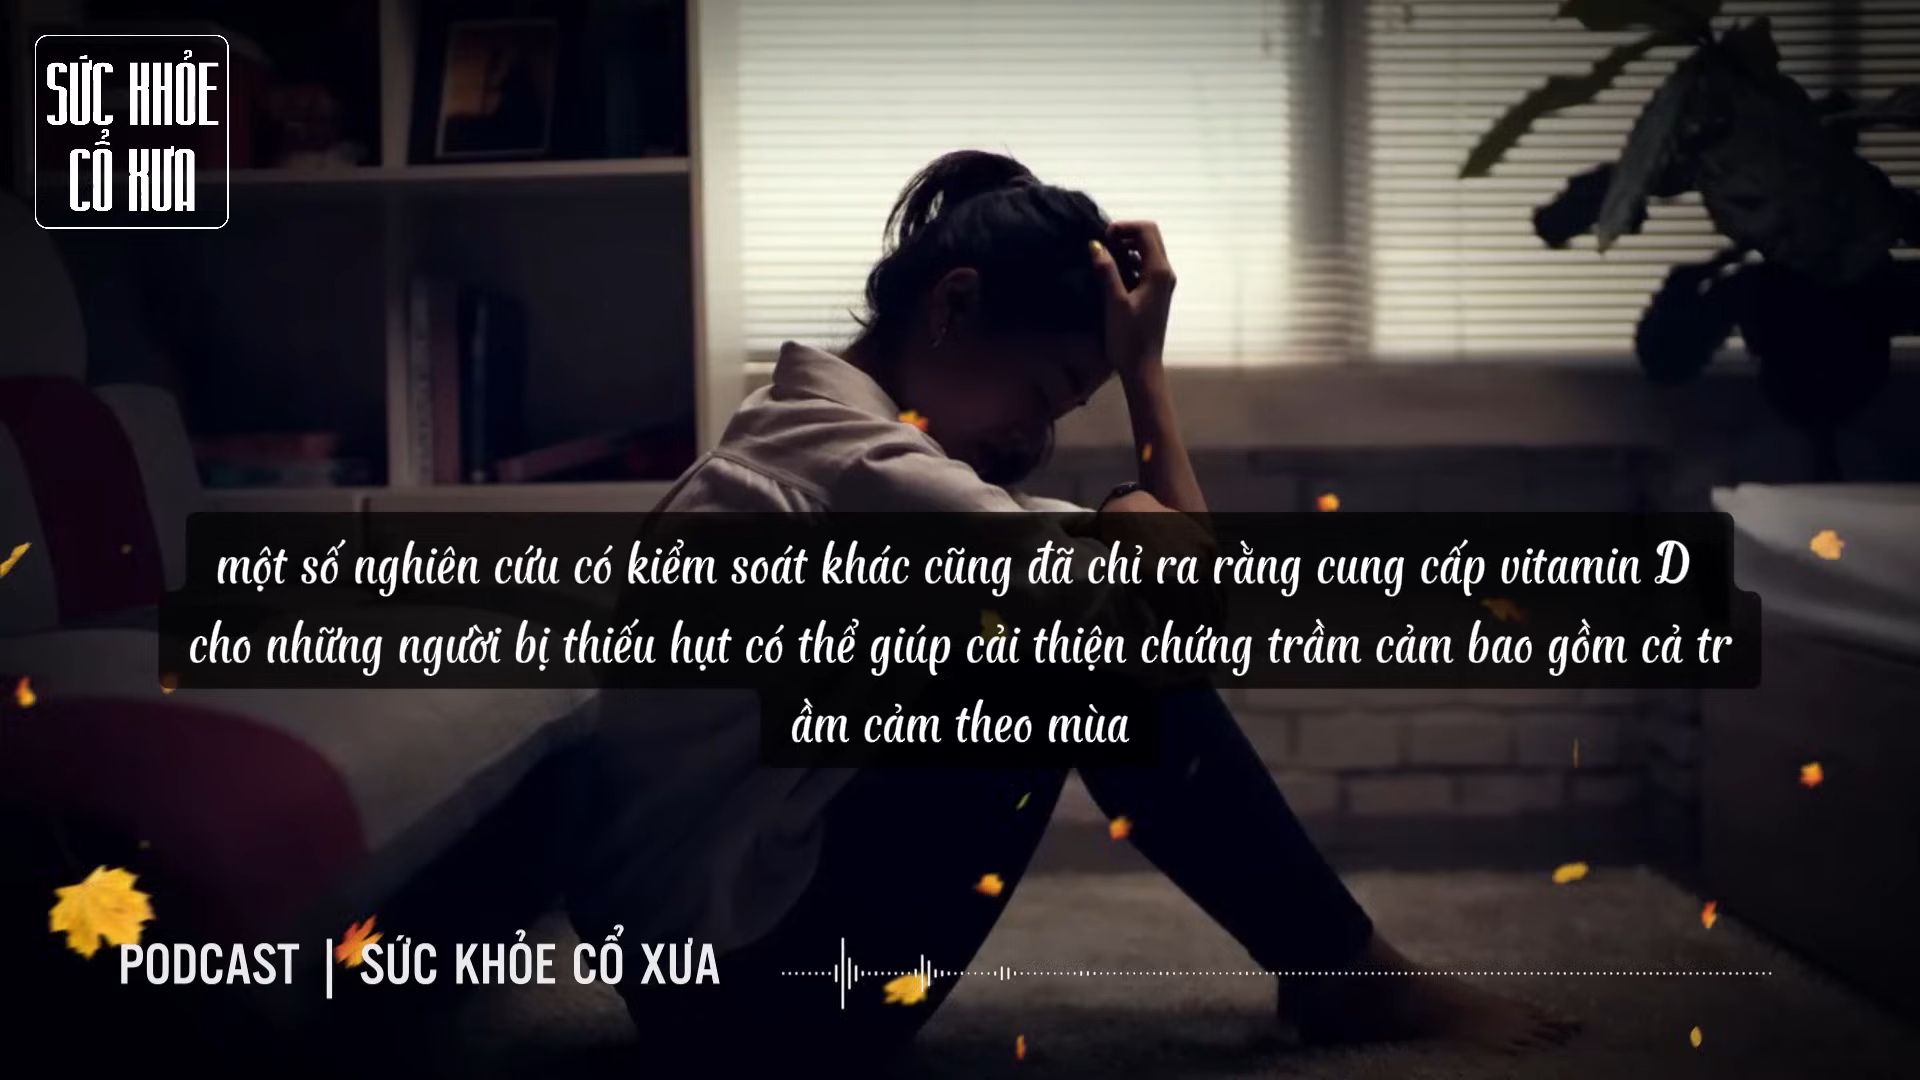 SỨC KHỎE
CỔ XƯA
một số nghiên cứu có kiểm soát khác cũng đã chỉ ra rằng cung cấp vitamin D
cho những người bị thiếu hụt có thể giúp cải thiện chứng trầm cảm bao gồm cả tr
ầm cảm theo mùa
PODCAST | SỨC KHỎE CỔ XƯA